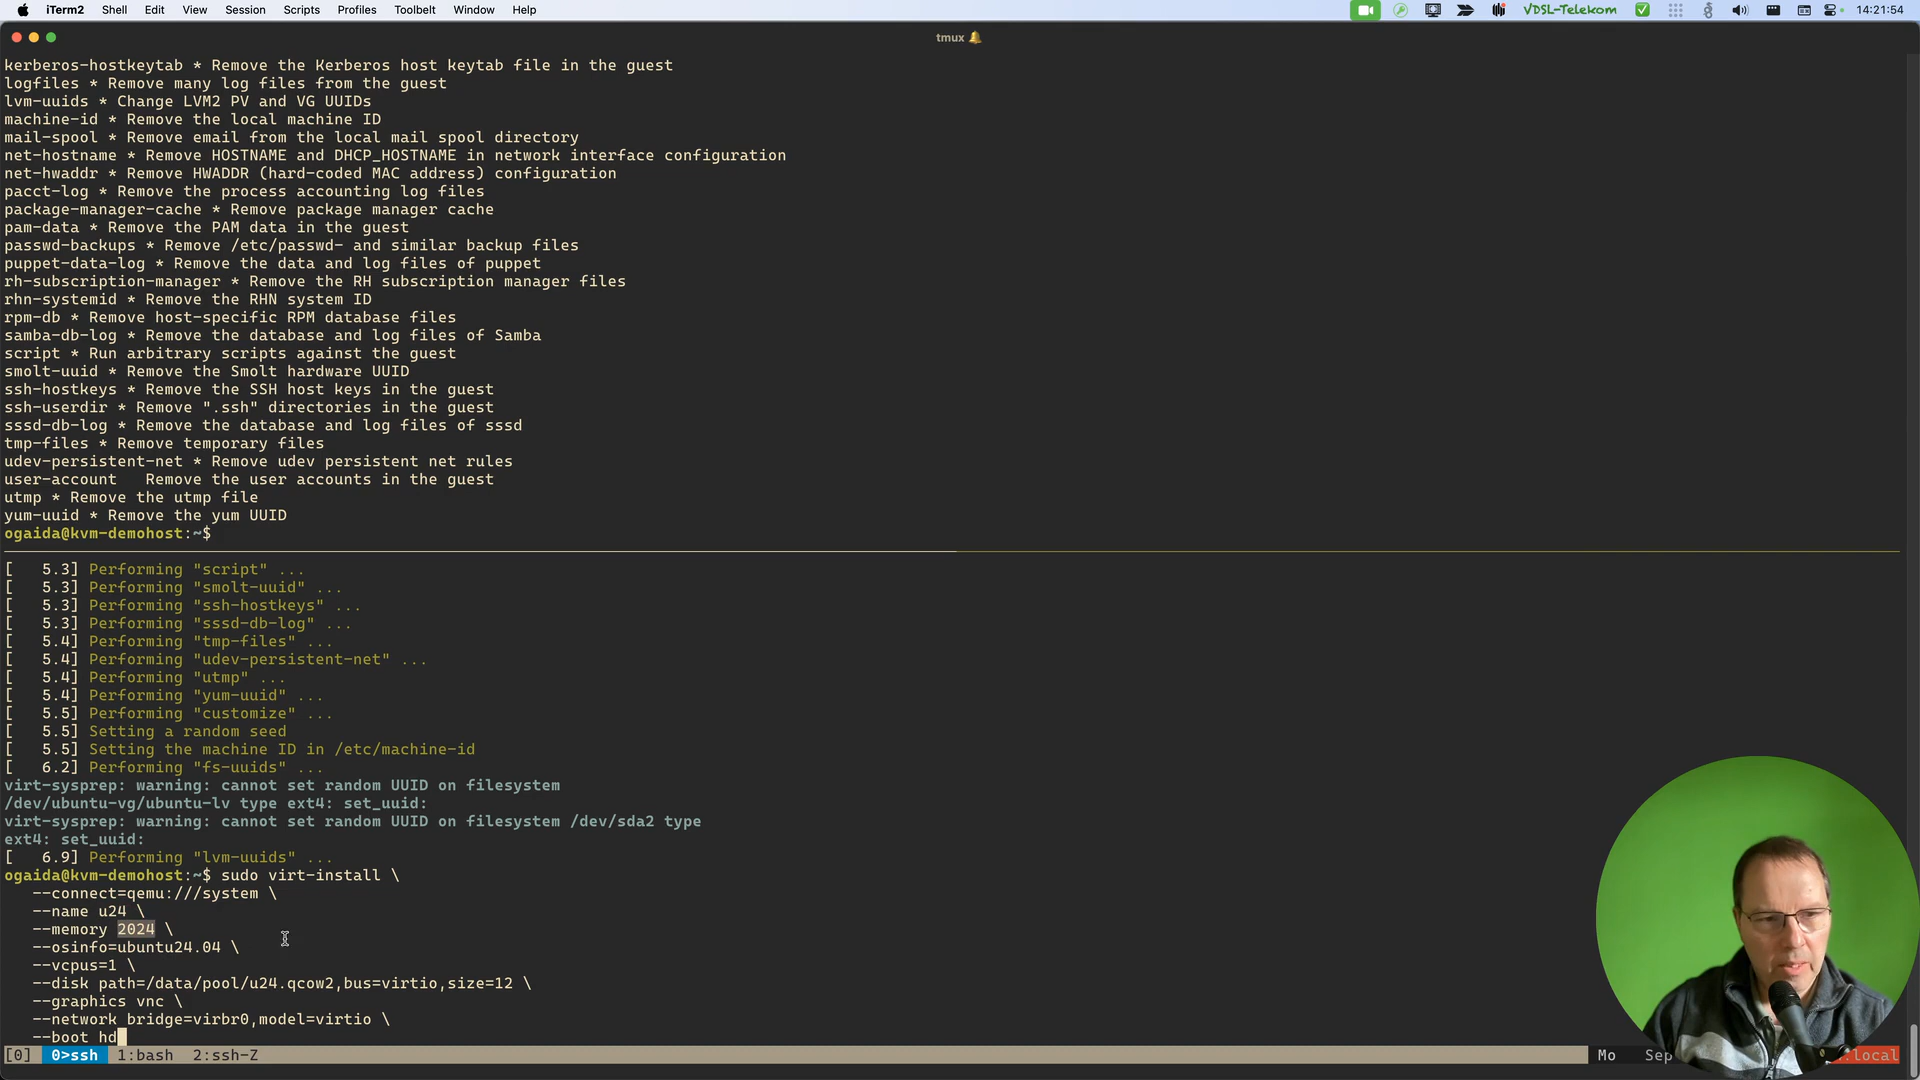 iTerm2 Shell Edit View Session Scripts Profiles Toolbelt Window Help VDSL-Telekom 14:21:54
tmux 🔔
kerberos-hostkeytab * Remove the Kerberos host keytab file in the guest
logfiles * Remove many log files from the guest
lvm-uuids * Change LVM2 PV and VG UUIDs
machine-id * Remove the local machine ID
mail-spool * Remove email from the local mail spool directory
net-hostname * Remove HOSTNAME and DHCP_HOSTNAME in network interface configuration
net-hwaddr * Remove HWADDR (hard-coded MAC address) configuration
pacct-log * Remove the process accounting log files
package-manager-cache * Remove package manager cache
pam-data * Remove the PAM data in the guest
passwd-backups * Remove /etc/passwd- and similar backup files
puppet-data-log * Remove the data and log files of puppet
rh-subscription-manager * Remove the RH subscription manager files
rhn-systemid * Remove the RHN system ID
rpm-db * Remove host-specific RPM database files
samba-db-log * Remove the database and log files of Samba
script * Run arbitrary scripts against the guest
smolt-uuid * Remove the Smolt hardware UUID
ssh-hostkeys * Remove the SSH host keys in the guest
ssh-userdir * Remove ".ssh" directories in the guest
sssd-db-log * Remove the database and log files of sssd
tmp-files * Remove temporary files
udev-persistent-net * Remove udev persistent net rules
user-account   Remove the user accounts in the guest
utmp * Remove the utmp file
yum-uuid * Remove the yum UUID
ogaida@kvm-demohost:~$
[   5.3] Performing "script" ...
[   5.3] Performing "smolt-uuid" ...
[   5.3] Performing "ssh-hostkeys" ...
[   5.3] Performing "sssd-db-log" ...
[   5.4] Performing "tmp-files" ...
[   5.4] Performing "udev-persistent-net" ...
[   5.4] Performing "utmp" ...
[   5.4] Performing "yum-uuid" ...
[   5.5] Performing "customize" ...
[   5.5] Setting a random seed
[   5.5] Setting the machine ID in /etc/machine-id
[   6.2] Performing "fs-uuids" ...
virt-sysprep: warning: cannot set random UUID on filesystem
/dev/ubuntu-vg/ubuntu-lv type ext4: set_uuid:
virt-sysprep: warning: cannot set random UUID on filesystem /dev/sda2 type
ext4: set_uuid:
[   6.9] Performing "lvm-uuids" ...
ogaida@kvm-demohost:~$ sudo virt-install \
--connect=qemu:///system \
--name u24 \
--memory 2024 \
--osinfo=ubuntu24.04 \
--vcpus=1 \
--disk path=/data/pool/u24.qcow2,bus=virtio,size=12 \
--graphics vnc \
--network bridge=virbr0,model=virtio \
--boot hd
[0] 0>ssh 1:bash 2:ssh-Z Mo Sep local